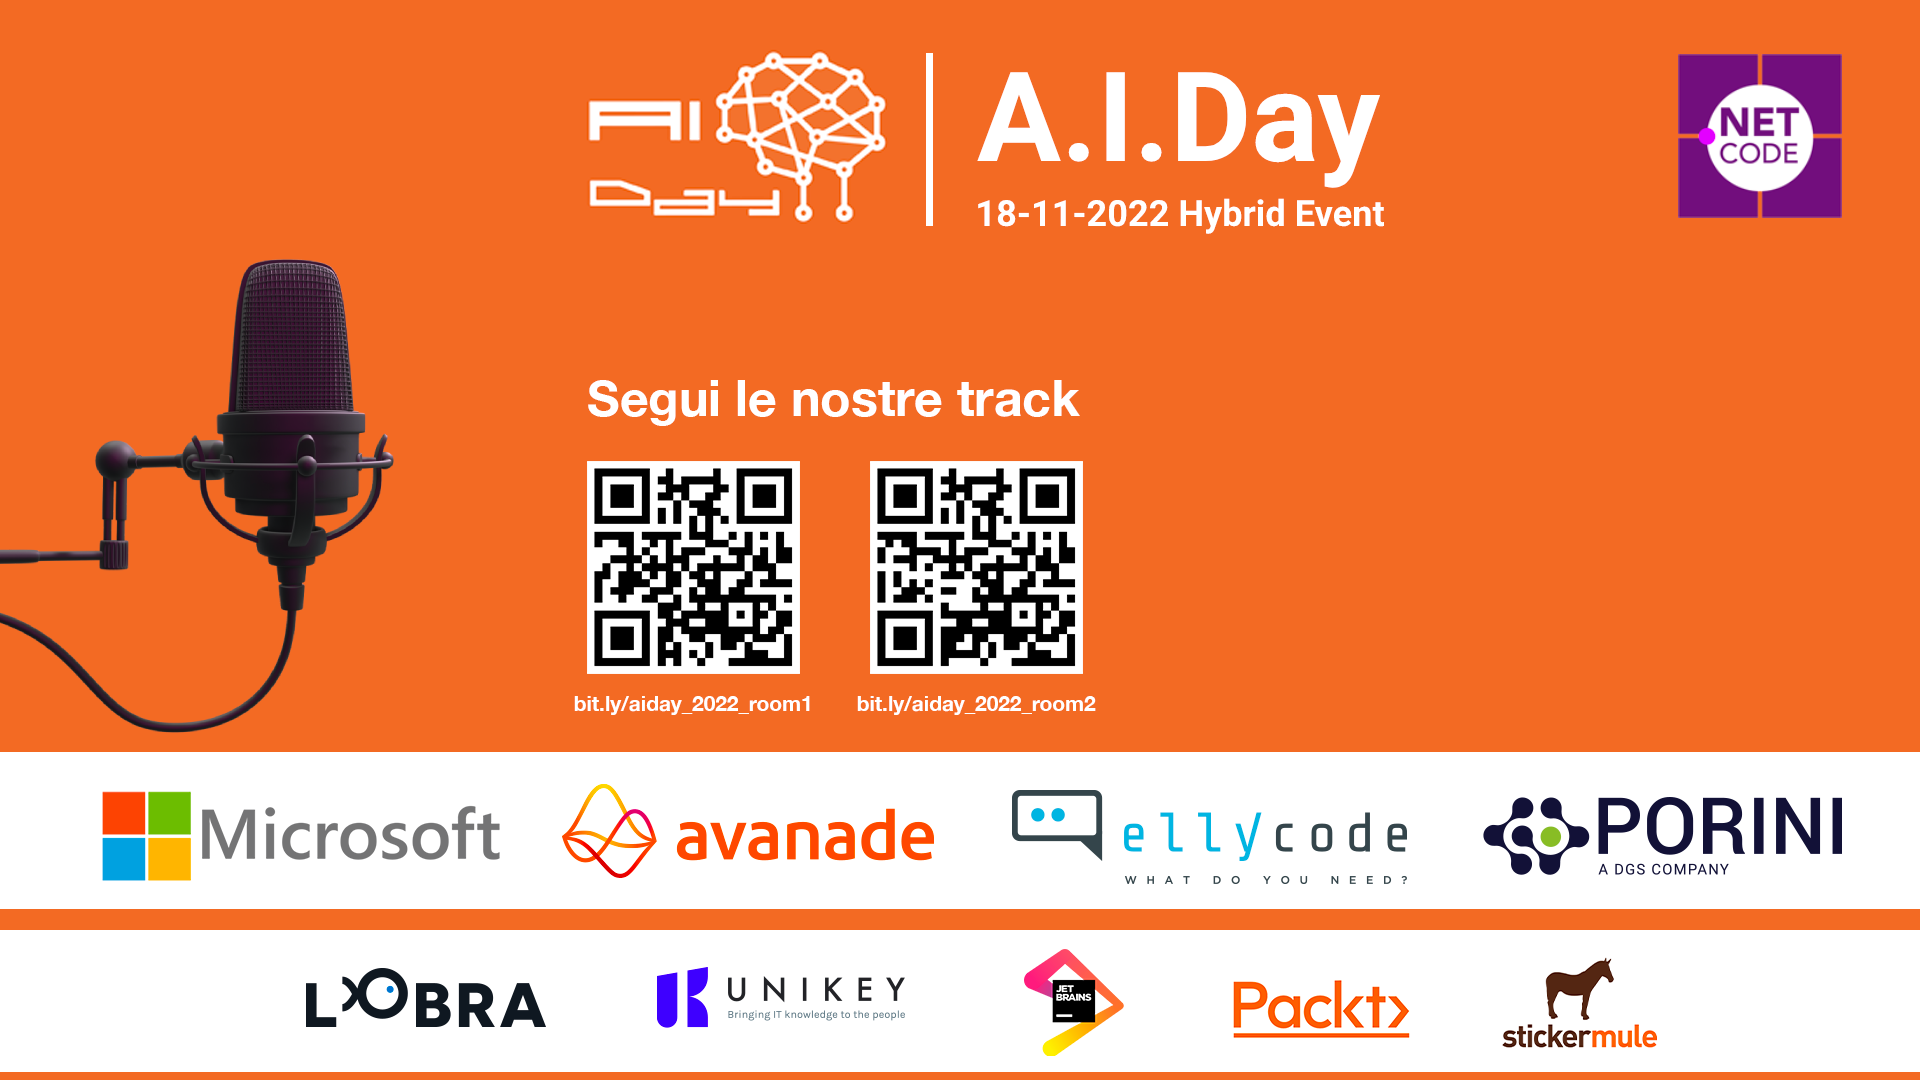 AI
Day
A.I.Day
18-11-2022 Hybrid Event
NET
CODE
Segui le nostre track
bit.ly/aiday_2022_room1
bit.ly/aiday_2022_room2
Microsoft
avanade
ellycode
WHAT DO YOU NEED?
PORINI
A DGS COMPANY
LOBRA
UNIKEY
Bringing IT knowledge to the people
JET
BRAINS
Packt>
stickermule